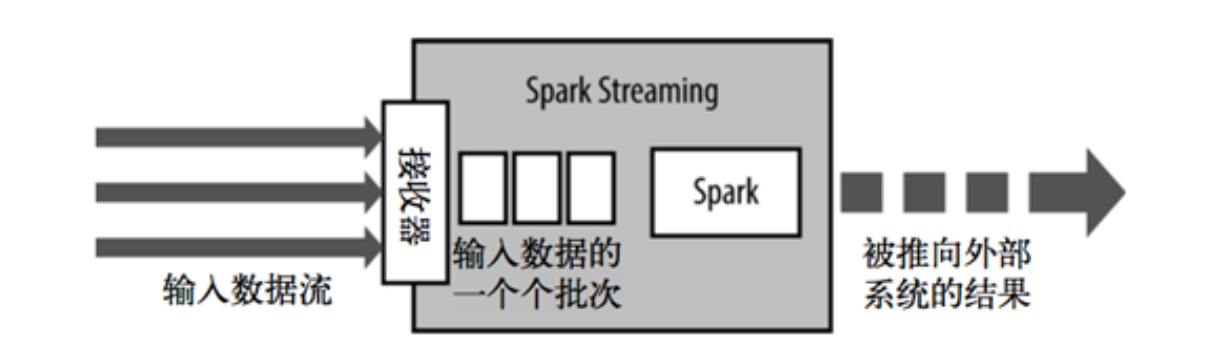 Spark Streaming
接收器
Spark
输入数据流
输入数据的
一个个批次
被推向外部
系统的结果